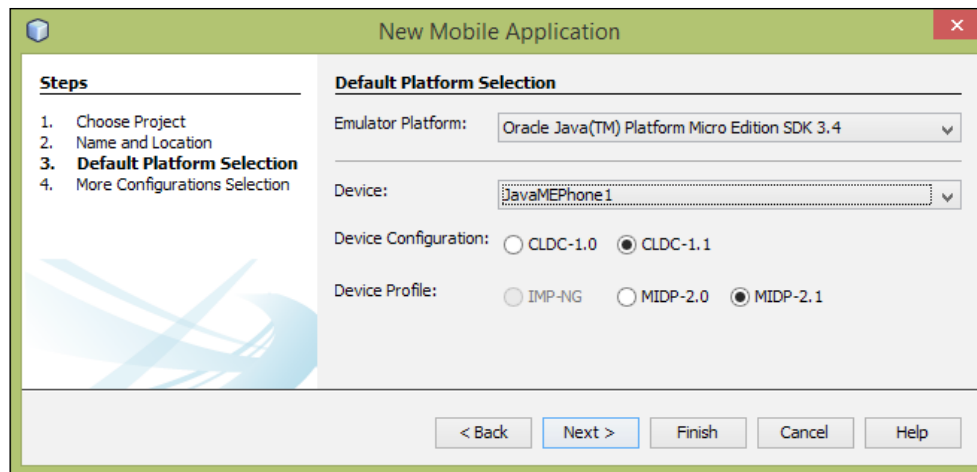 New Mobile Application
Steps
1. Choose Project
2. Name and Location
3. Default Platform Selection
4. More Configurations Selection
Default Platform Selection
Emulator Platform: Oracle Java(TM) Platform Micro Edition SDK 3.4
Device: JavaMEPhone1
Device Configuration: CLDC-1.0 CLDC-1.1
Device Profile: IMP-NG MIDP-2.0 MIDP-2.1
< Back Next > Finish Cancel Help